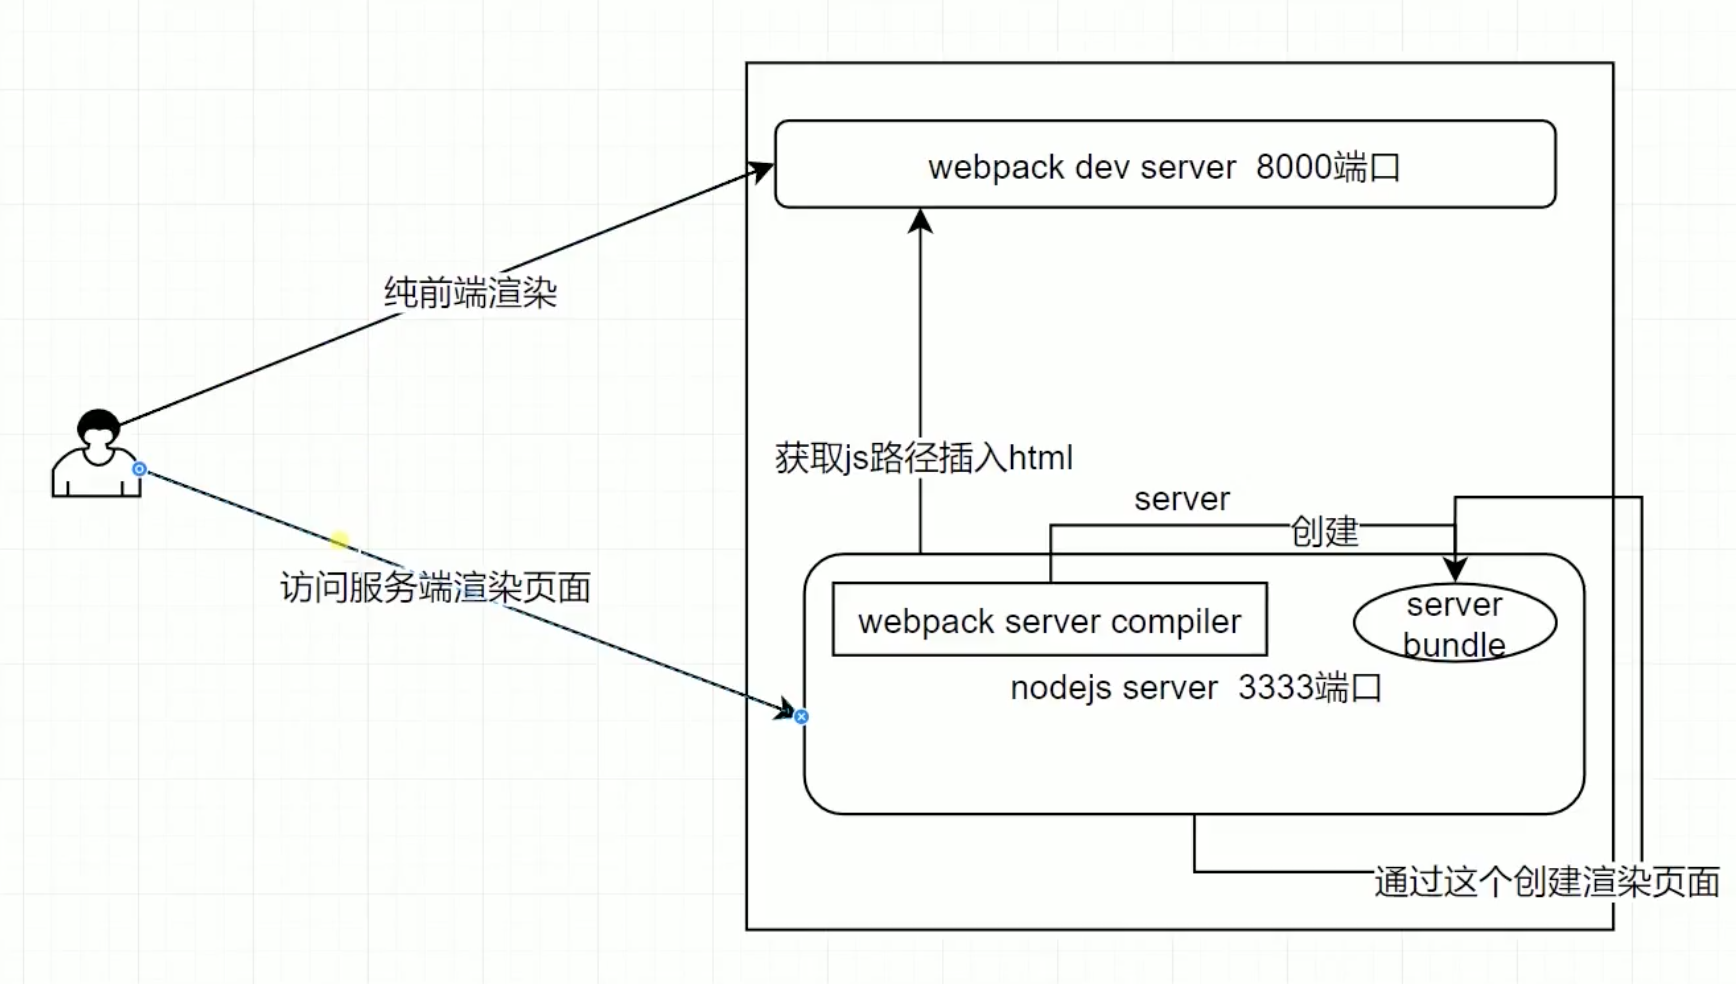 webpack dev server 8000端口
纯前端渲染
获取js路径插入html
server
创建
访问服务端渲染页面
webpack server compiler
server
bundle
nodejs server 3333端口
通过这个创建渲染页面